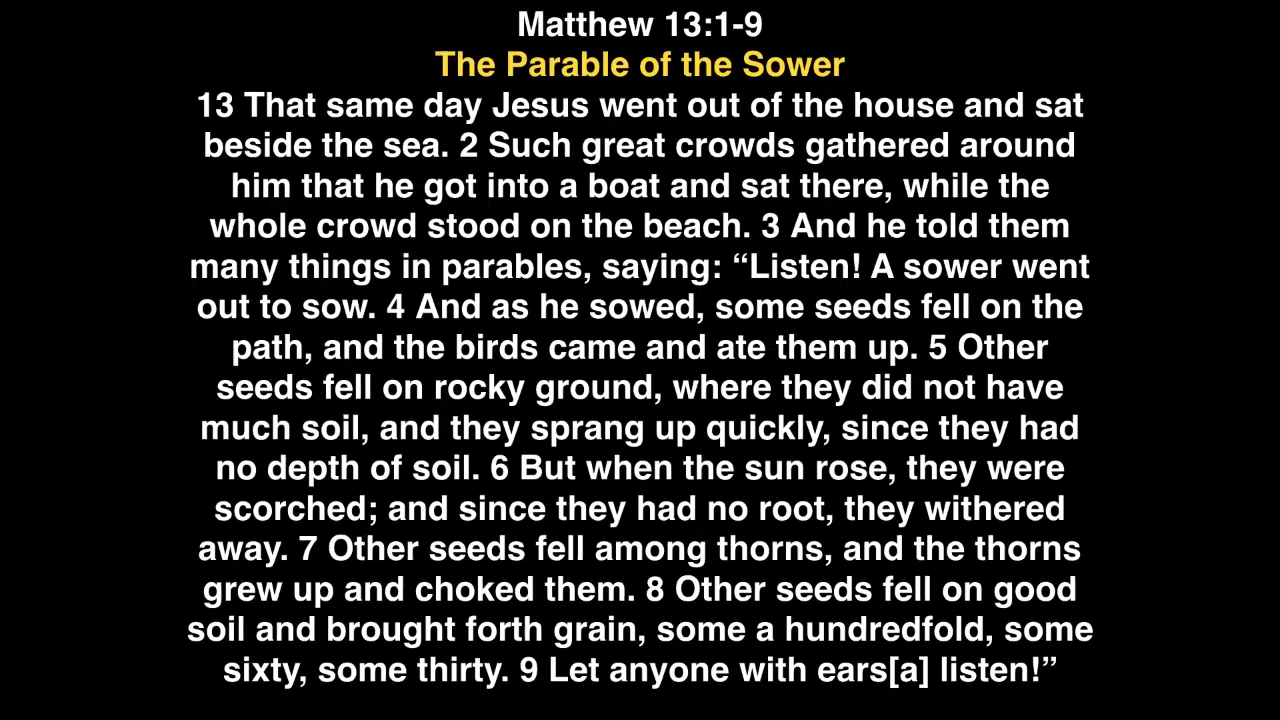 Matthew 13:1-9
The Parable of the Sower
13 That same day Jesus went out of the house and sat
beside the sea. 2 Such great crowds gathered around
him that he got into a boat and sat there, while the
whole crowd stood on the beach. 3 And he told them
many things in parables, saying: “Listen! A sower went
out to sow. 4 And as he sowed, some seeds fell on the
path, and the birds came and ate them up. 5 Other
seeds fell on rocky ground, where they did not have
much soil, and they sprang up quickly, since they had
no depth of soil. 6 But when the sun rose, they were
scorched; and since they had no root, they withered
away. 7 Other seeds fell among thorns, and the thorns
grew up and choked them. 8 Other seeds fell on good
soil and brought forth grain, some a hundredfold, some
sixty, some thirty. 9 Let anyone with ears[a] listen!”